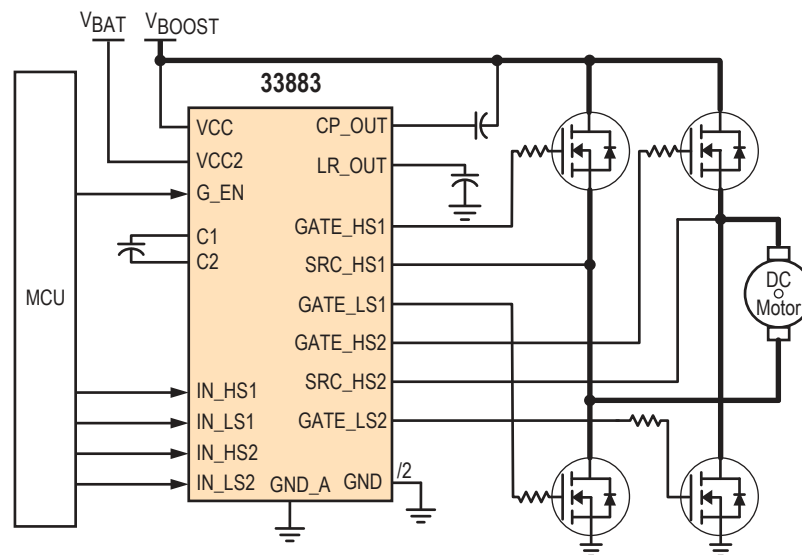 VBAT
VBOOST
33883
VCC
CP_OUT
VCC2
LR_OUT
G_EN
GATE_HS1
C1
SRC_HS1
C2
GATE_LS1
MCU
DC
Motor
GATE_HS2
SRC_HS2
IN_HS1
GATE_LS2
IN_LS1
IN_HS2
IN_LS2
GND_A
GND
/2